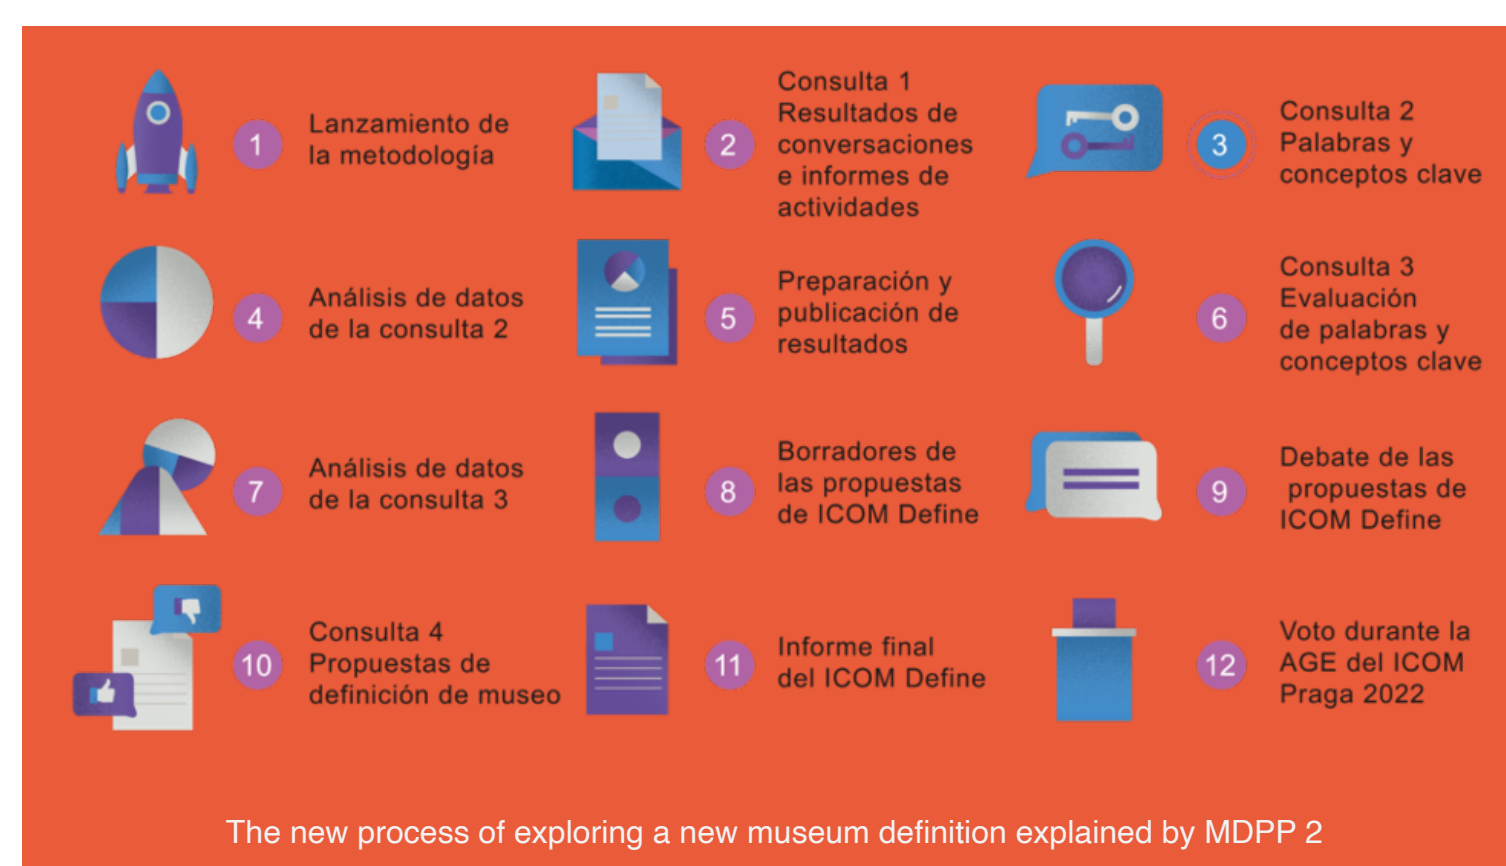 1
Lanzamiento de
la metodología
2
Consulta 1
Resultados de
conversaciones
e informes de
actividades
3
Consulta 2
Palabras y
conceptos clave
4
Análisis de datos
de la consulta 2
5
Preparación y
publicación de
resultados
6
Consulta 3
Evaluación
de palabras y
conceptos clave
7
Análisis de datos
de la consulta 3
8
Borradores de
las propuestas
de ICOM Define
9
Debate de las
propuestas de
ICOM Define
10
Consulta 4
Propuestas de
definición de museo
11
Informe final
del ICOM Define
12
Voto durante la
AGE del ICOM
Praga 2022
The new process of exploring a new museum definition explained by MDPP 2